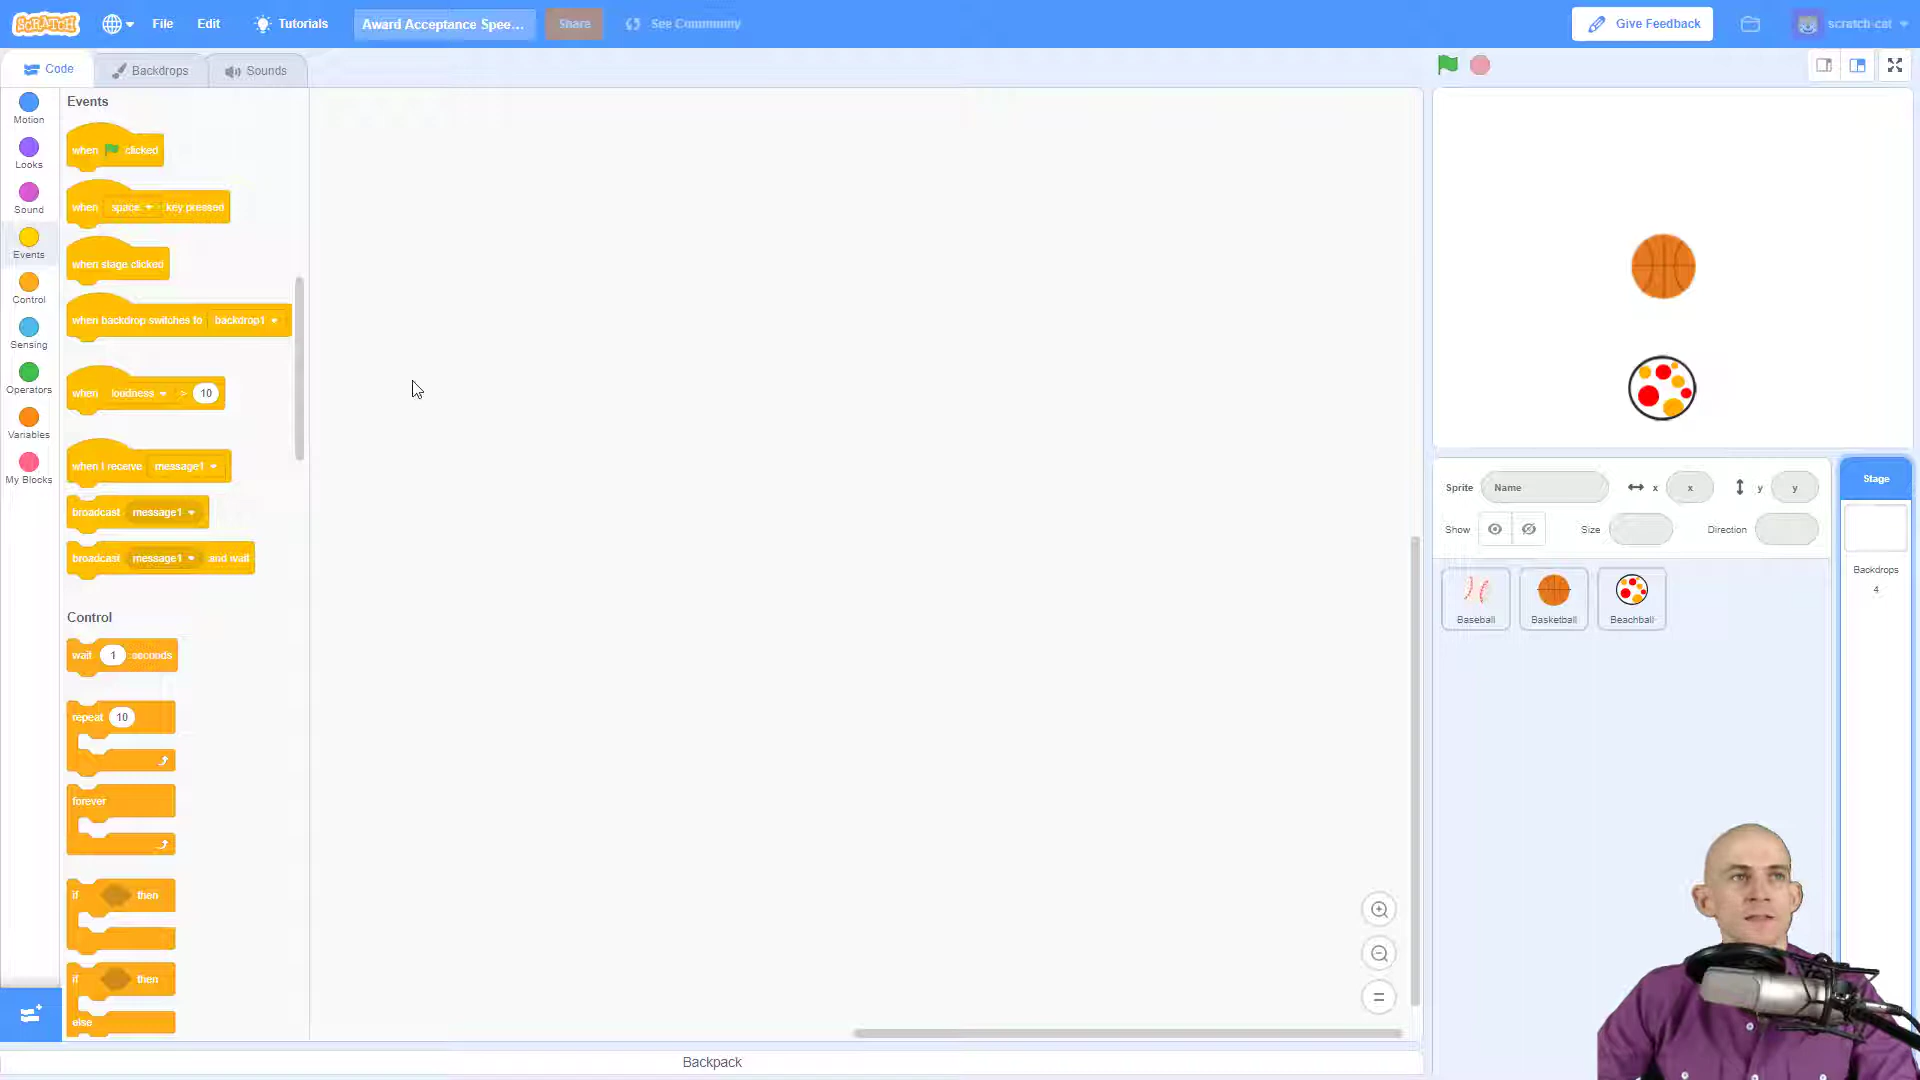 SCRATCH
File
Edit
Tutorials
Award Acceptance Spee...
Share
See Community
Give Feedback
scratch-cat
Code
Backdrops
Sounds
Motion
Looks
Sound
Events
Control
Sensing
Operators
Variables
My Blocks
Events
when clicked
when space key pressed
when stage clicked
when backdrop switches to backdrop1
when loudness > 10
when I receive message1
broadcast message1
broadcast message1 and wait
Control
wait 1 seconds
repeat 10
forever
if then
if then
else
Backpack
Sprite Name x x y y
Show Size Direction
Baseball
Basketball
Beachball
Stage
Backdrops
4